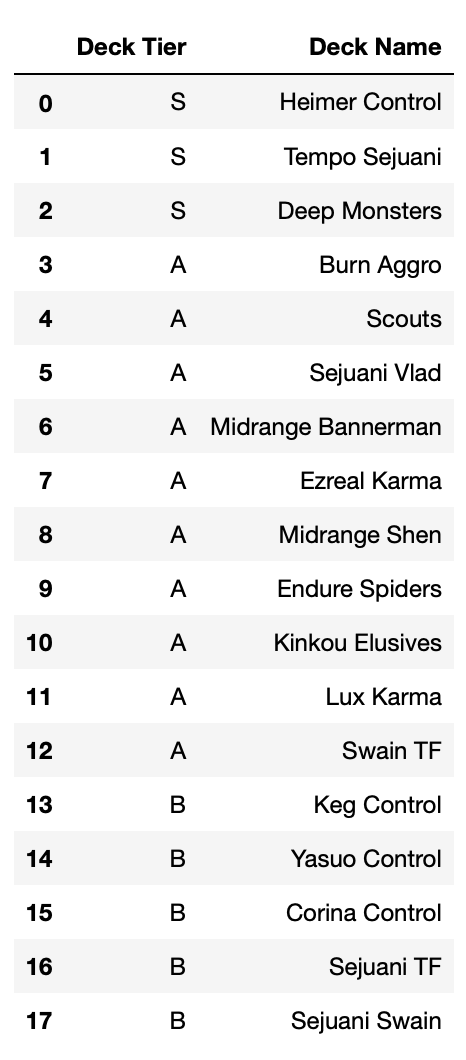 Deck Tier Deck Name
0 S Heimer Control
1 S Tempo Sejuani
2 S Deep Monsters
3 A Burn Aggro
4 A Scouts
5 A Sejuani Vlad
6 A Midrange Bannerman
7 A Ezreal Karma
8 A Midrange Shen
9 A Endure Spiders
10 A Kinkou Elusives
11 A Lux Karma
12 A Swain TF
13 B Keg Control
14 B Yasuo Control
15 B Corina Control
16 B Sejuani TF
17 B Sejuani Swain